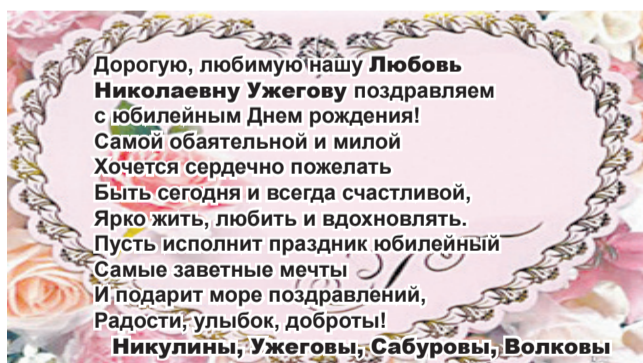 Дорогую, любимую нашу Любовь
Николаевну Ужегову поздравляем
с юбилейным Днем рождения!
Самой обаятельной и милой
Хочется сердечно пожелать
Быть сегодня и всегда счастливой,
Ярко жить, любить и вдохновлять.
Пусть исполнит праздник юбилейный
Самые заветные мечты
И подарит море поздравлений,
Радости, улыбок, доброты!
Никулины, Ужеговы, Сабуровы, Волковы